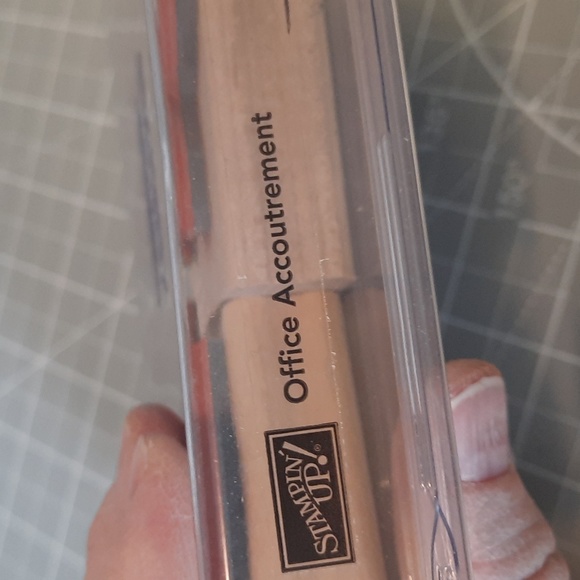 Office Accoutrement
STAMPIN'
UP!®